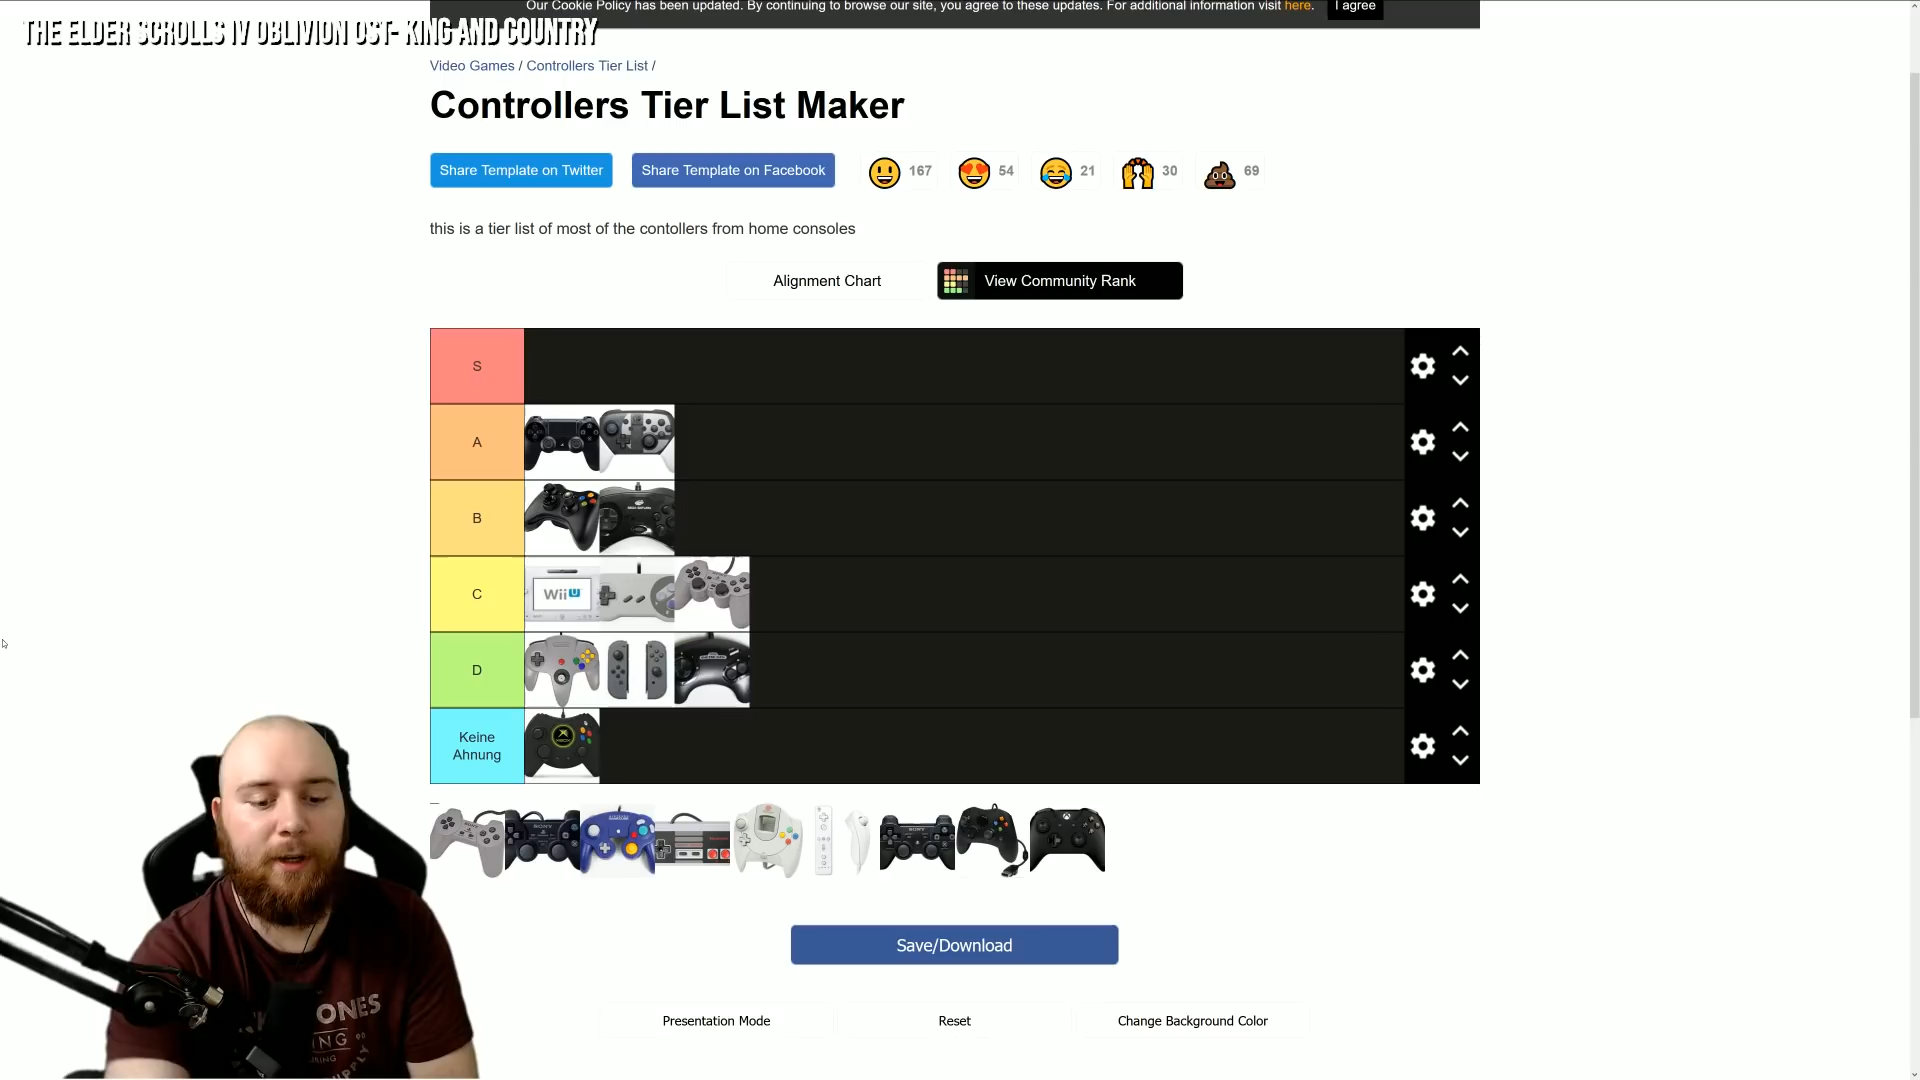 Our Cookie Policy has been updated. By continuing to browse our site, you agree to these updates. For additional information visit here. I agree
THE ELDER SCROLLS IV OBLIVION OST- KING AND COUNTRY
Video Games / Controllers Tier List /
Controllers Tier List Maker
Share Template on Twitter
Share Template on Facebook
167
54
21
30
69
this is a tier list of most of the contollers from home consoles
Alignment Chart
View Community Rank
S
A
B
C
Wii U
D
Keine
Ahnung
Save/Download
Presentation Mode
Reset
Change Background Color
ONES